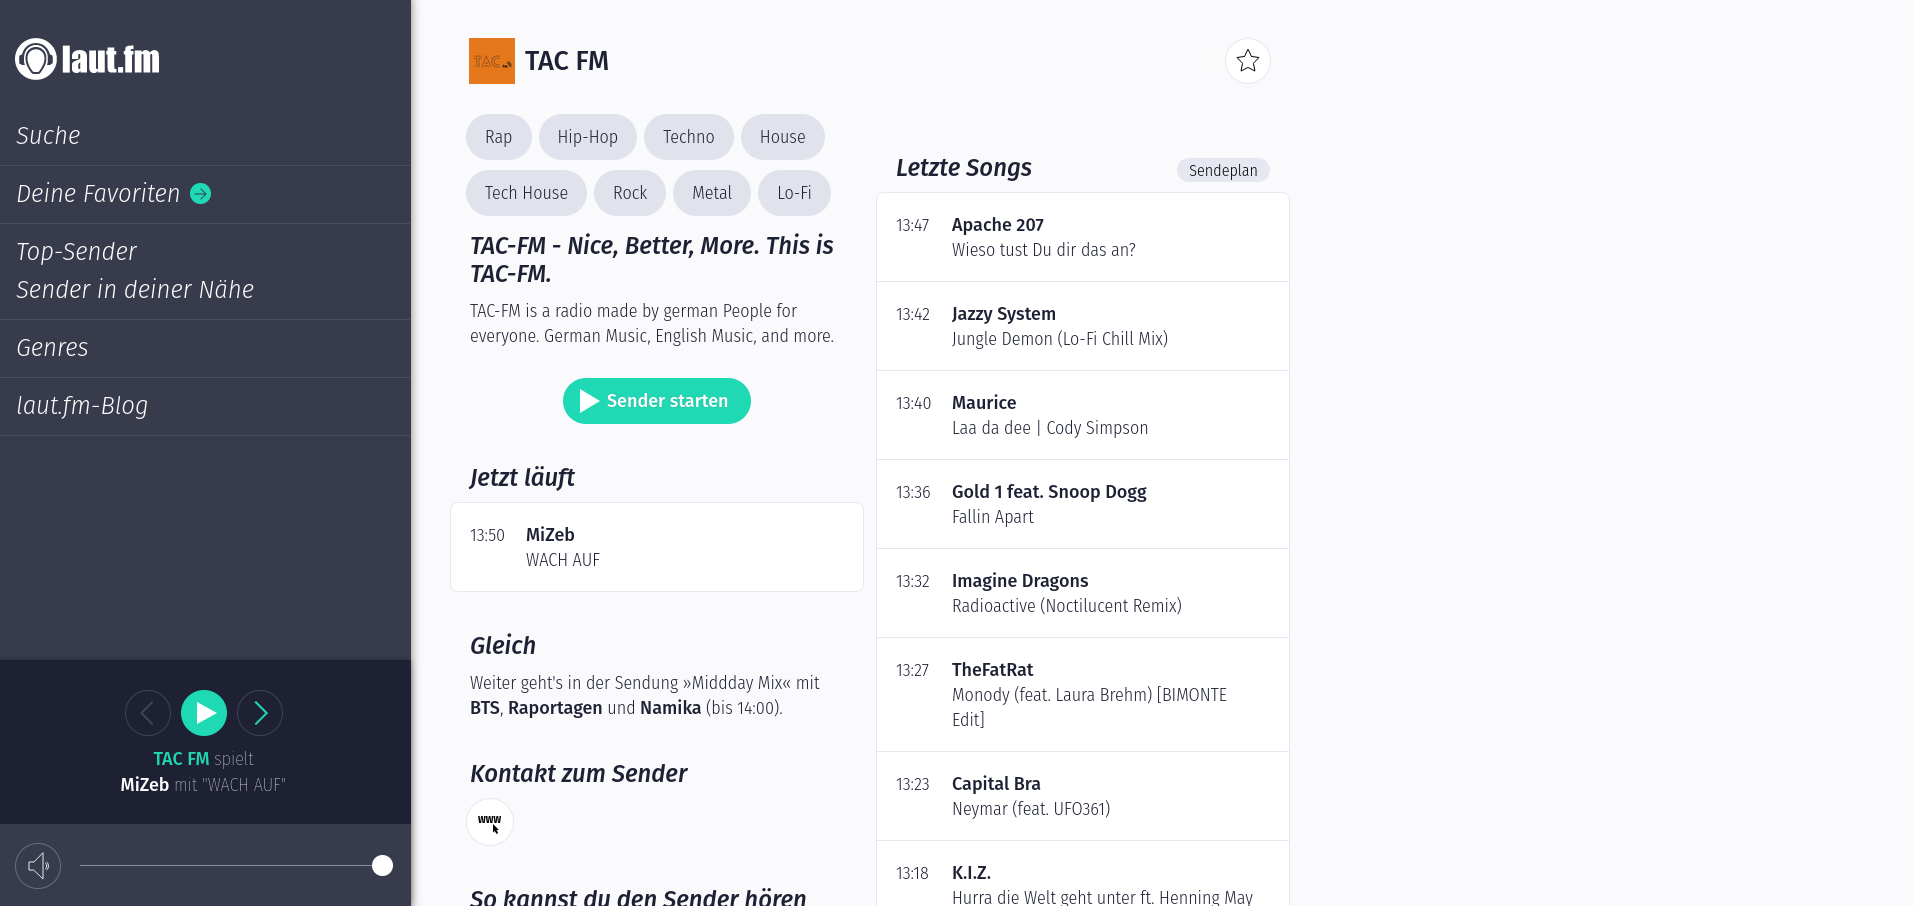 laut.fm
Suche
Deine Favoriten
Top-Sender
Sender in deiner Nähe
Genres
laut.fm-Blog
TAC FM spielt
MiZeb mit "WACH AUF"
TAC
TAC FM
Rap
Hip-Hop
Techno
House
Tech House
Rock
Metal
Lo-Fi
TAC-FM - Nice, Better, More. This is
TAC-FM.
TAC-FM is a radio made by german People for
everyone. German Music, English Music, and more.
Sender starten
Jetzt läuft
13:50 MiZeb
WACH AUF
Gleich
Weiter geht's in der Sendung »Middday Mix« mit
BTS, Raportagen und Namika (bis 14:00).
Kontakt zum Sender
www
So kannst du den Sender hören
Letzte Songs
Sendeplan
13:47 Apache 207
Wieso tust Du dir das an?
13:42 Jazzy System
Jungle Demon (Lo-Fi Chill Mix)
13:40 Maurice
Laa da dee | Cody Simpson
13:36 Gold 1 feat. Snoop Dogg
Fallin Apart
13:32 Imagine Dragons
Radioactive (Noctilucent Remix)
13:27 TheFatRat
Monody (feat. Laura Brehm) [BIMONTE
Edit]
13:23 Capital Bra
Neymar (feat. UFO361)
13:18 K.I.Z.
Hurra die Welt geht unter ft. Henning May